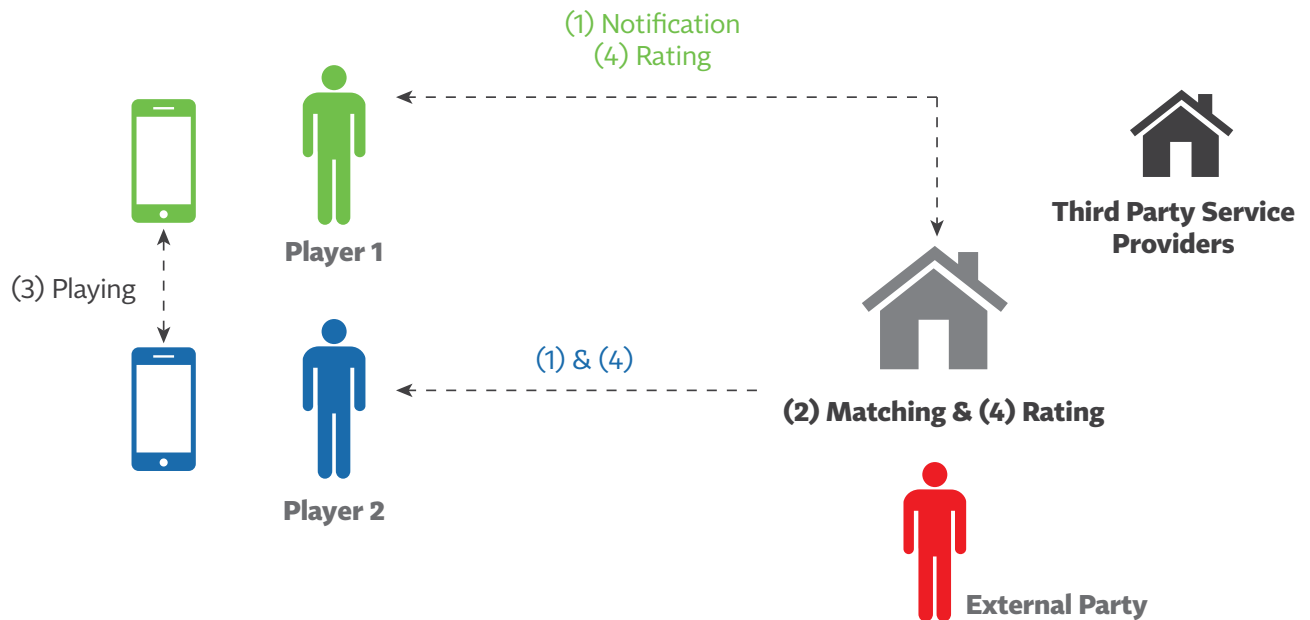 (1) Notification
(4) Rating
Third Party Service
Providers
Player 1
(3) Playing
(1) & (4)
(2) Matching & (4) Rating
Player 2
External Party